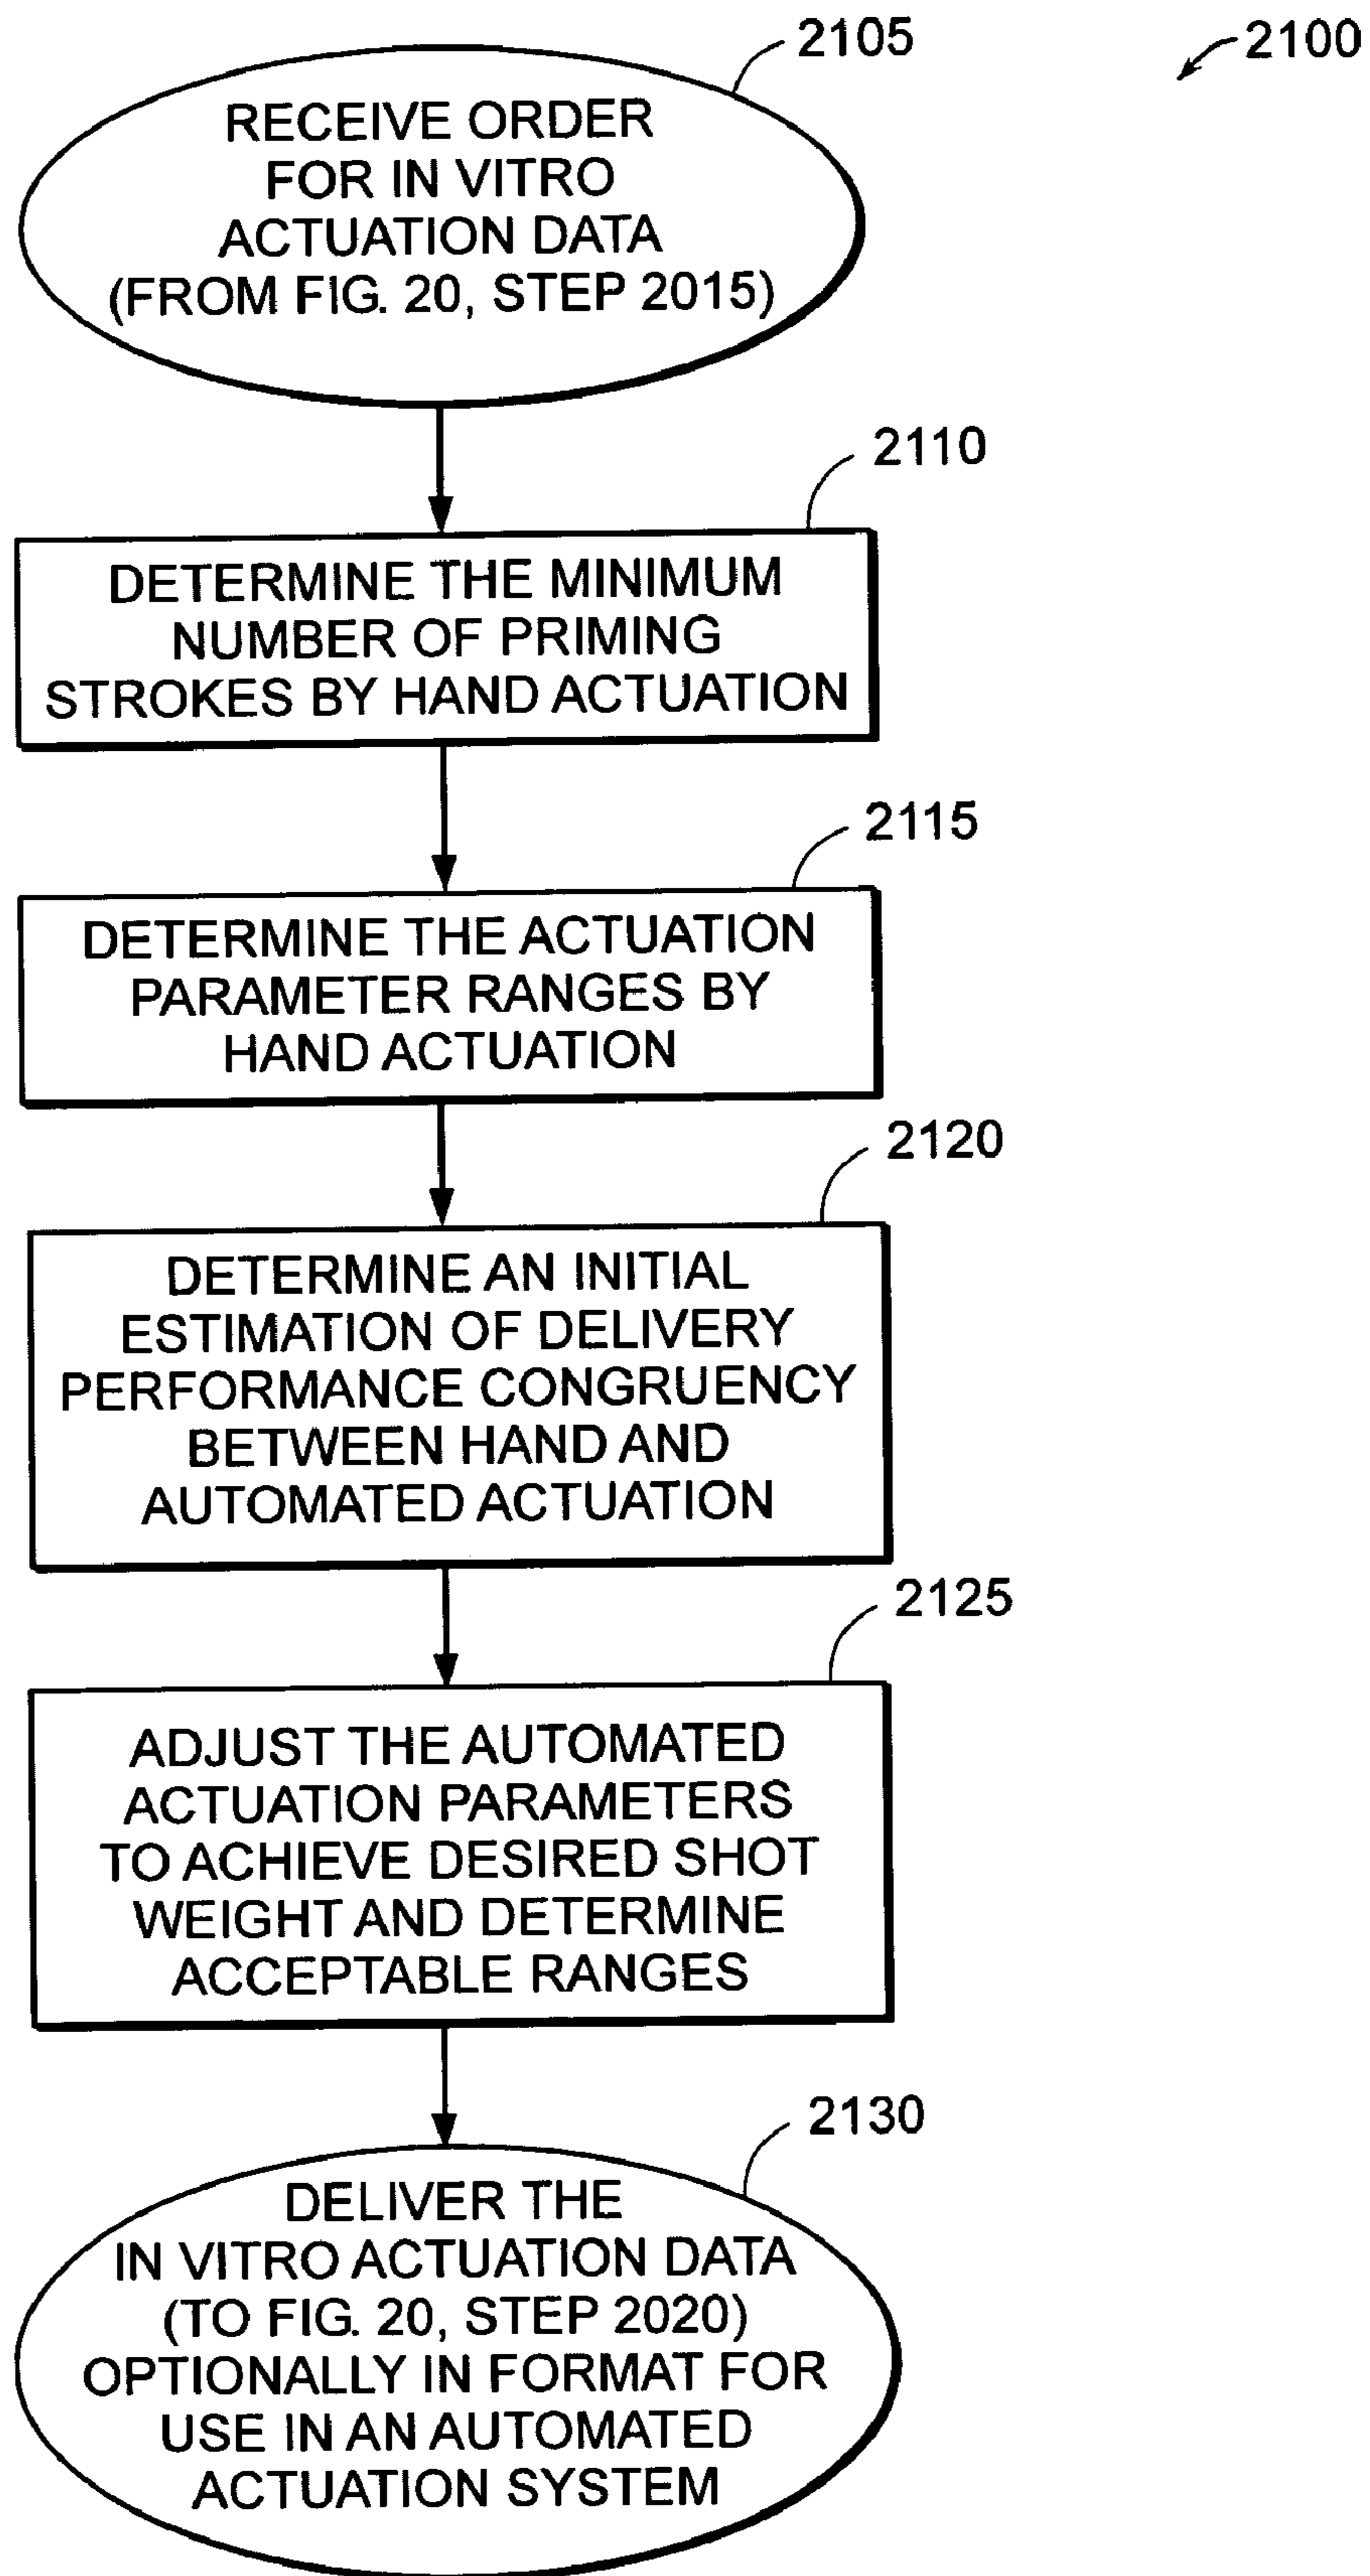 2105
2100
RECEIVE ORDER
FOR IN VITRO
ACTUATION DATA
(FROM FIG. 20, STEP 2015)
2110
DETERMINE THE MINIMUM
NUMBER OF PRIMING
STROKES BY HAND ACTUATION
2115
DETERMINE THE ACTUATION
PARAMETER RANGES BY
HAND ACTUATION
2120
DETERMINE AN INITIAL
ESTIMATION OF DELIVERY
PERFORMANCE CONGRUENCY
BETWEEN HAND AND
AUTOMATED ACTUATION
2125
ADJUST THE AUTOMATED
ACTUATION PARAMETERS
TO ACHIEVE DESIRED SHOT
WEIGHT AND DETERMINE
ACCEPTABLE RANGES
2130
DELIVER THE
IN VITRO ACTUATION DATA
(TO FIG. 20, STEP 2020)
OPTIONALLY IN FORMAT FOR
USE IN AN AUTOMATED
ACTUATION SYSTEM